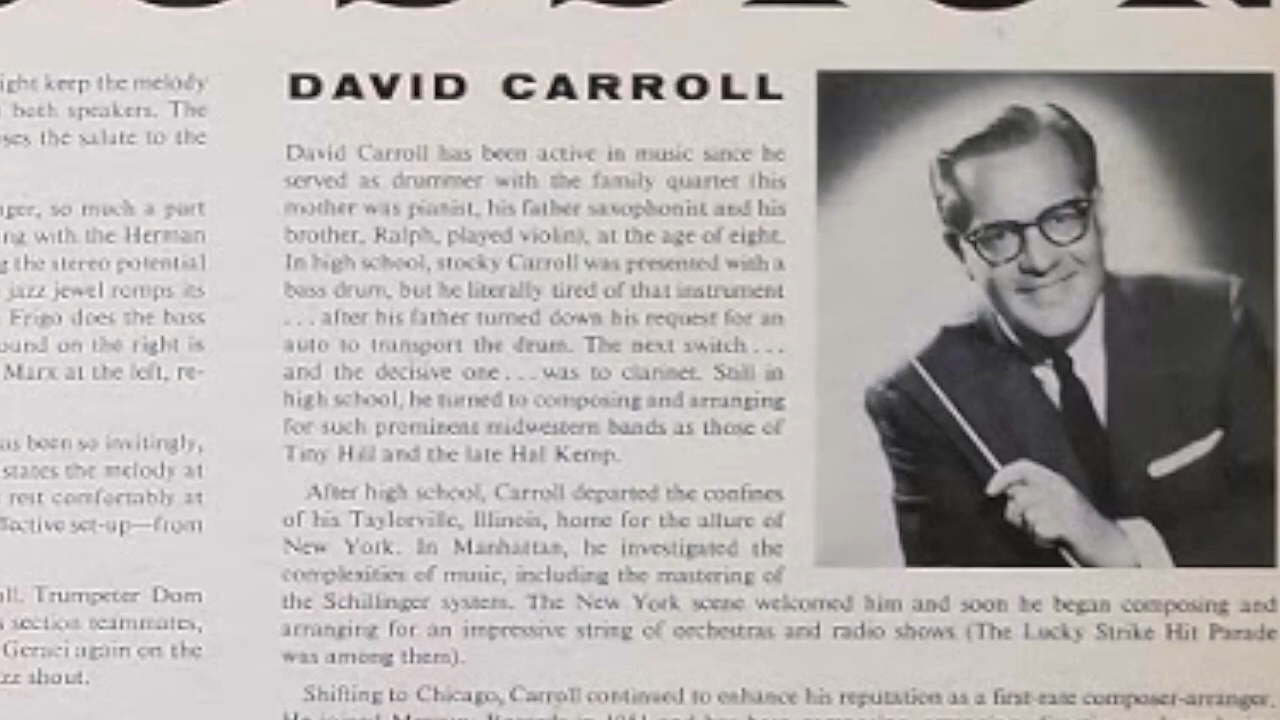 ight keep the melody
both speakers. The
ses the salute to the
ger, so much a part
ng with the Herman
g the stereo potential
jazz jewel romps its
Frigo does the bass
ound on the right is
Marx at the left, re-
as been so invitingly,
states the melody at
rest comfortably at
ffective set-up—from
all. Trumpeter Dom
section teammates,
Geraci again on the
zz shout.
DAVID CARROLL
David Carroll has been active in music since he
served as drummer with the family quartet (his
mother was pianist, his father saxophonist and his
brother, Ralph, played violin), at the age of eight.
In high school, stocky Carroll was presented with a
bass drum, but he literally tired of that instrument
... after his father turned down his request for an
auto to transport the drum. The next switch ...
and the decisive one ... was to clarinet. Still in
high school, he turned to composing and arranging
for such prominent midwestern bands as those of
Tiny Hill and the late Hal Kemp.
After high school, Carroll departed the confines
of his Taylorville, Illinois, home for the allure of
New York. In Manhattan, he investigated the
complexities of music, including the mastering of
the Schillinger system. The New York scene welcomed him and soon he began composing and
arranging for an impressive string of orchestras and radio shows (The Lucky Strike Hit Parade
was among them).
Shifting to Chicago, Carroll continued to enhance his reputation as a first-rate composer-arranger.
He joined Mercury Records in 1951 and has been